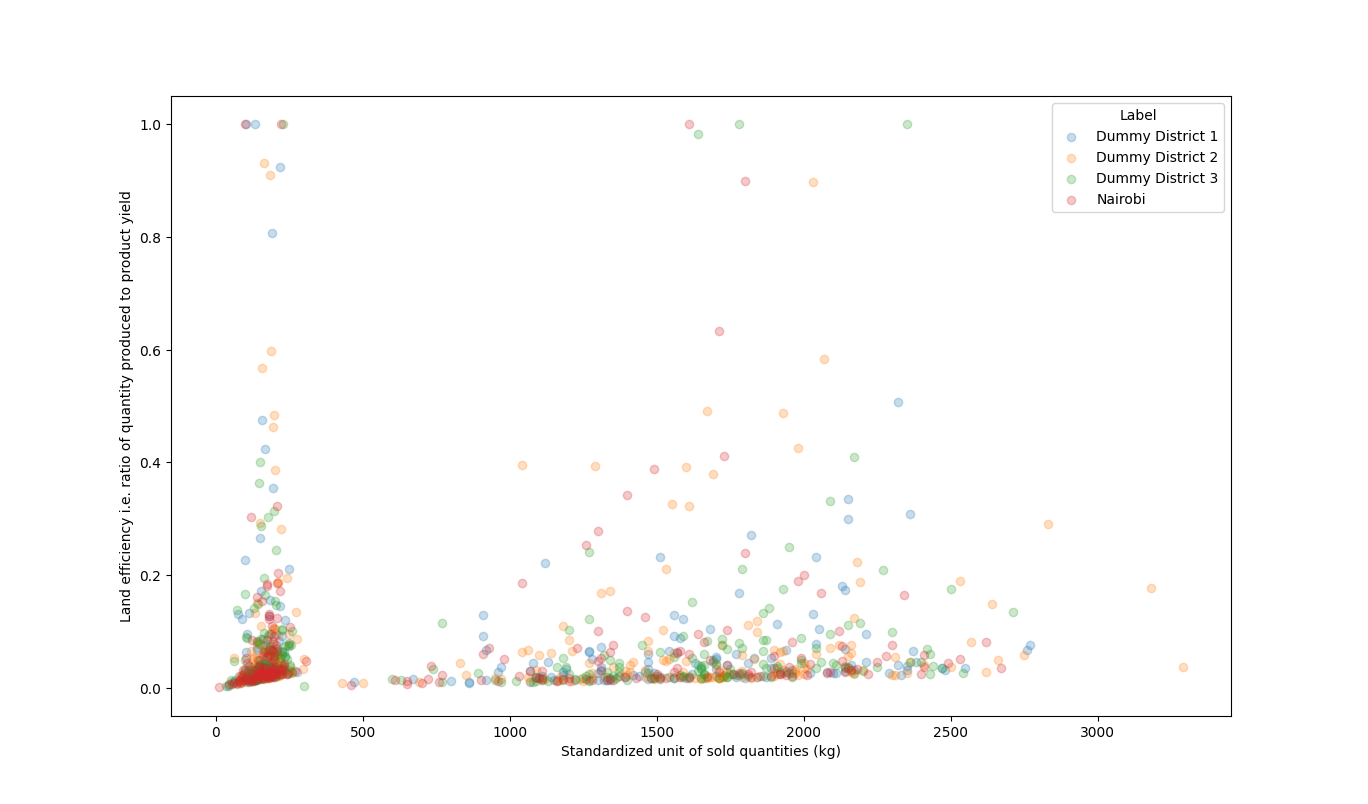 Label
Dummy District 1
Dummy District 2
Dummy District 3
Nairobi
1.0
0.8
0.6
0.4
0.2
0.0
Land efficiency i.e. ratio of quantity produced to product yield
0
500
1000
1500
2000
2500
3000
Standardized unit of sold quantities (kg)